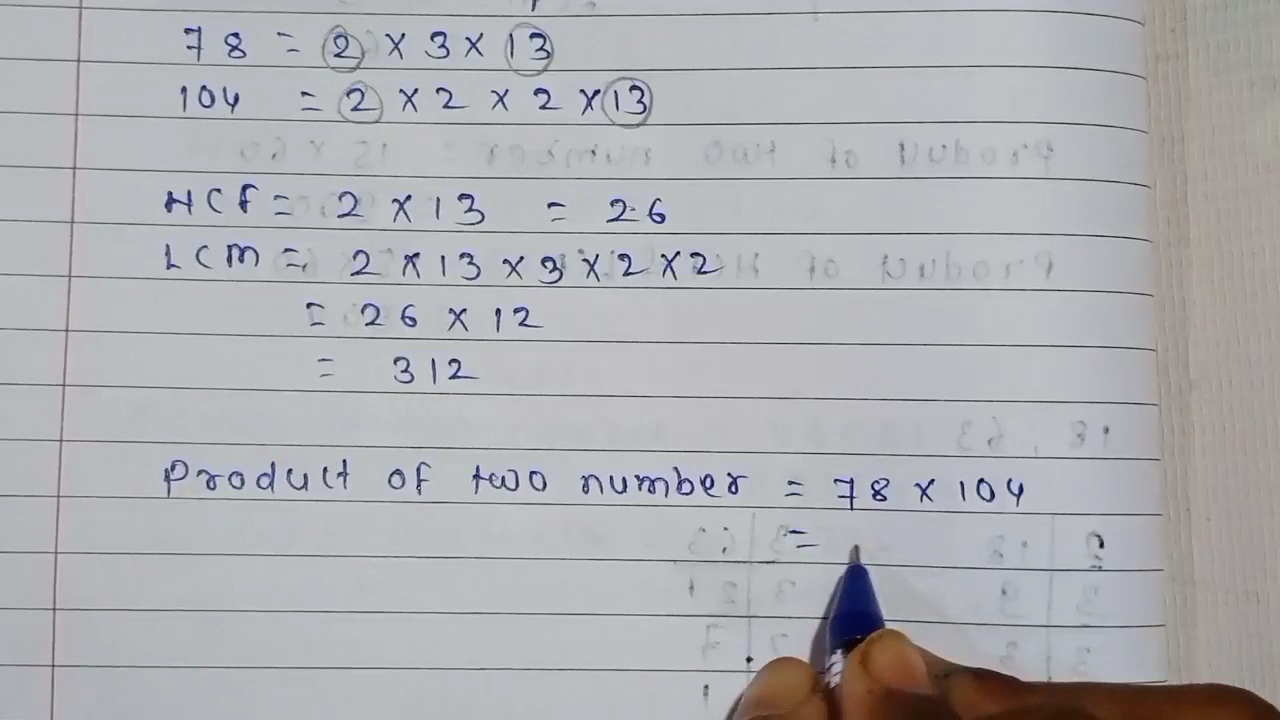 78 = 2 × 3 × 13
104 = 2 × 2 × 2 × 13
HCF = 2 × 13 = 26
LCM = 2 × 13 × 3 × 2 × 2
= 26 × 12
= 312
Product of two number = 78 × 104
=